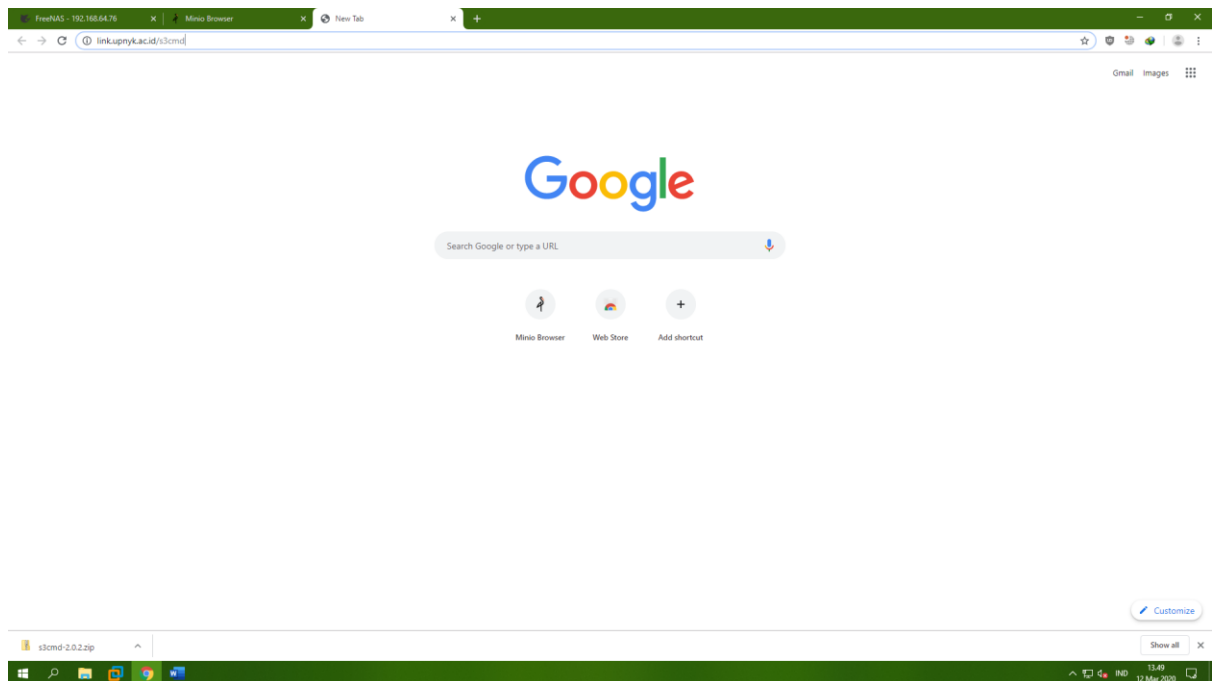 FreeNAS - 192.168.64.76
Minio Browser
New Tab
link.upnyk.ac.id/s3cmd
Gmail Images
Google
Search Google or type a URL
Minio Browser Web Store Add shortcut
Customize
s3cmd-2.0.2.zip
Show all
IND 13.49
12 Mar 2020